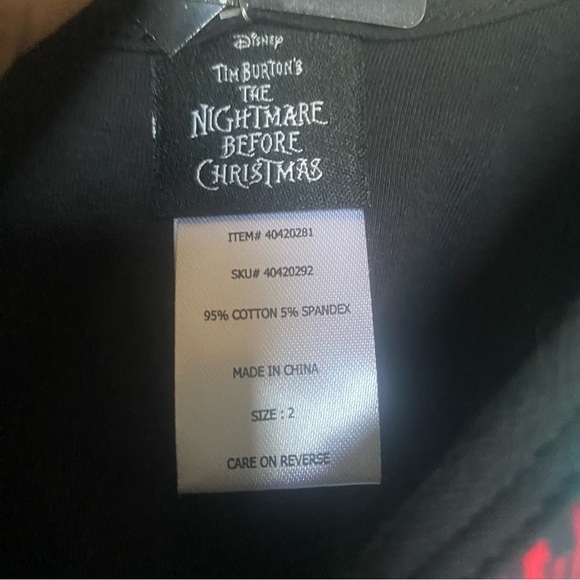 Disney
TIM BURTON'S
THE
NIGHTMARE
BEFORE
CHRISTMAS
ITEM# 40420281
SKU# 40420292
95% COTTON 5% SPANDEX
MADE IN CHINA
SIZE : 2
CARE ON REVERSE